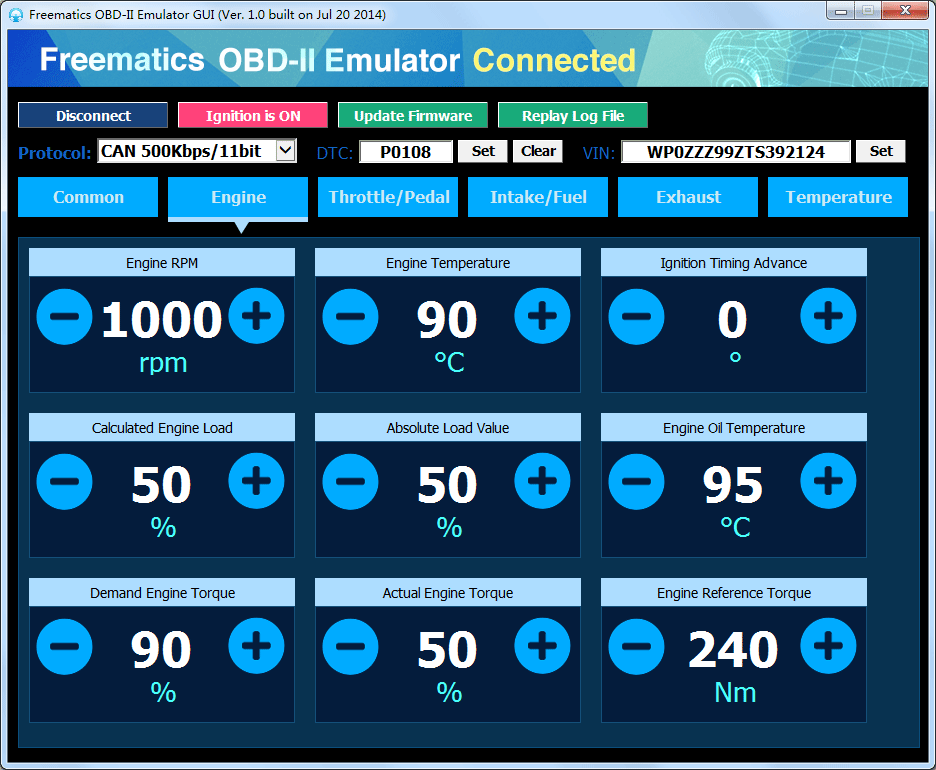 Freematics OBD-II Emulator GUI (Ver. 1.0 built on Jul 20 2014)
Freematics OBD-II Emulator Connected
Disconnect Ignition is ON Update Firmware Replay Log File
Protocol: CAN 500Kbps/11bit DTC: P0108 Set Clear VIN: WP0ZZZ99ZTS392124 Set
Common Engine Throttle/Pedal Intake/Fuel Exhaust Temperature
Engine RPM Engine Temperature Ignition Timing Advance
1000 90 0
rpm °C °
Calculated Engine Load Absolute Load Value Engine Oil Temperature
50 50 95
% % °C
Demand Engine Torque Actual Engine Torque Engine Reference Torque
90 50 240
% % Nm